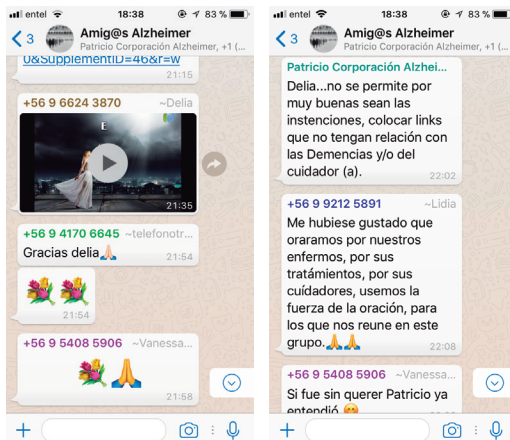 entel 18:38 83 %
3 Amig@s Alzheimer
Patricio Corporación Alzheimer, +1 (...
0&SupplementID=46&r=w
21:15
+56 9 6624 3870 ~Delia
E
21:35
+56 9 4170 6645 ~telefonotr...
Gracias delia🙏🏻
21:54
💐💐
21:54
+56 9 5408 5906 ~Vanessa...
💐🙏
21:58
entel 18:38 83 %
3 Amig@s Alzheimer
Patricio Corporación Alzheimer, +1 (...
Patricio Corporación Alzhei...
Delia...no se permite por
muy buenas sean las
instenciones, colocar links
que no tengan relación con
las Demencias y/o del
cuidador (a).
22:02
+56 9 9212 5891 ~Lidia
Me hubiese gustado que
oraramos por nuestros
enfermos, por sus
tratámientos, por sus
cuídadores, usemos la
fuerza de la oración, para
los que nos reune en este
grupo.🙏🙏
22:08
+56 9 5408 5906 ~Vanessa...
Si fue sin querer Patricio ya
entendió 🤭